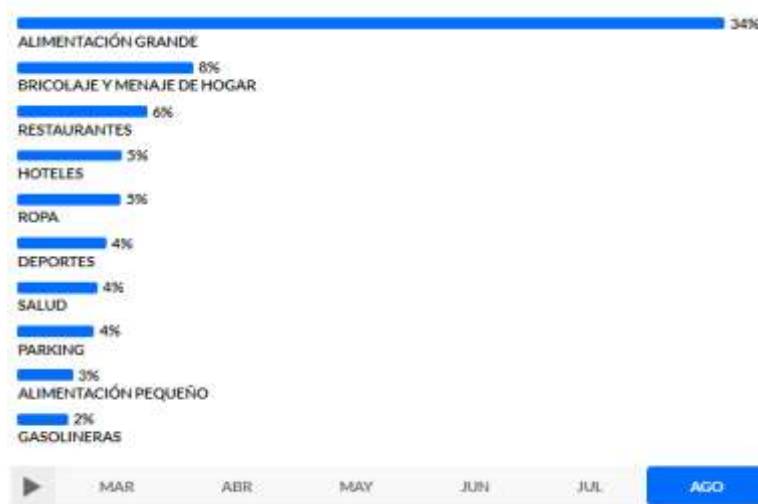 34%
ALIMENTACIÓN GRANDE
8%
BRICOLAJE Y MENAJE DE HOGAR
6%
RESTAURANTES
5%
HOTELES
5%
ROPA
4%
DEPORTES
4%
SALUD
4%
PARKING
3%
ALIMENTACIÓN PEQUEÑO
2%
GASOLINERAS
MAR ABR MAY JUN JUL AGO